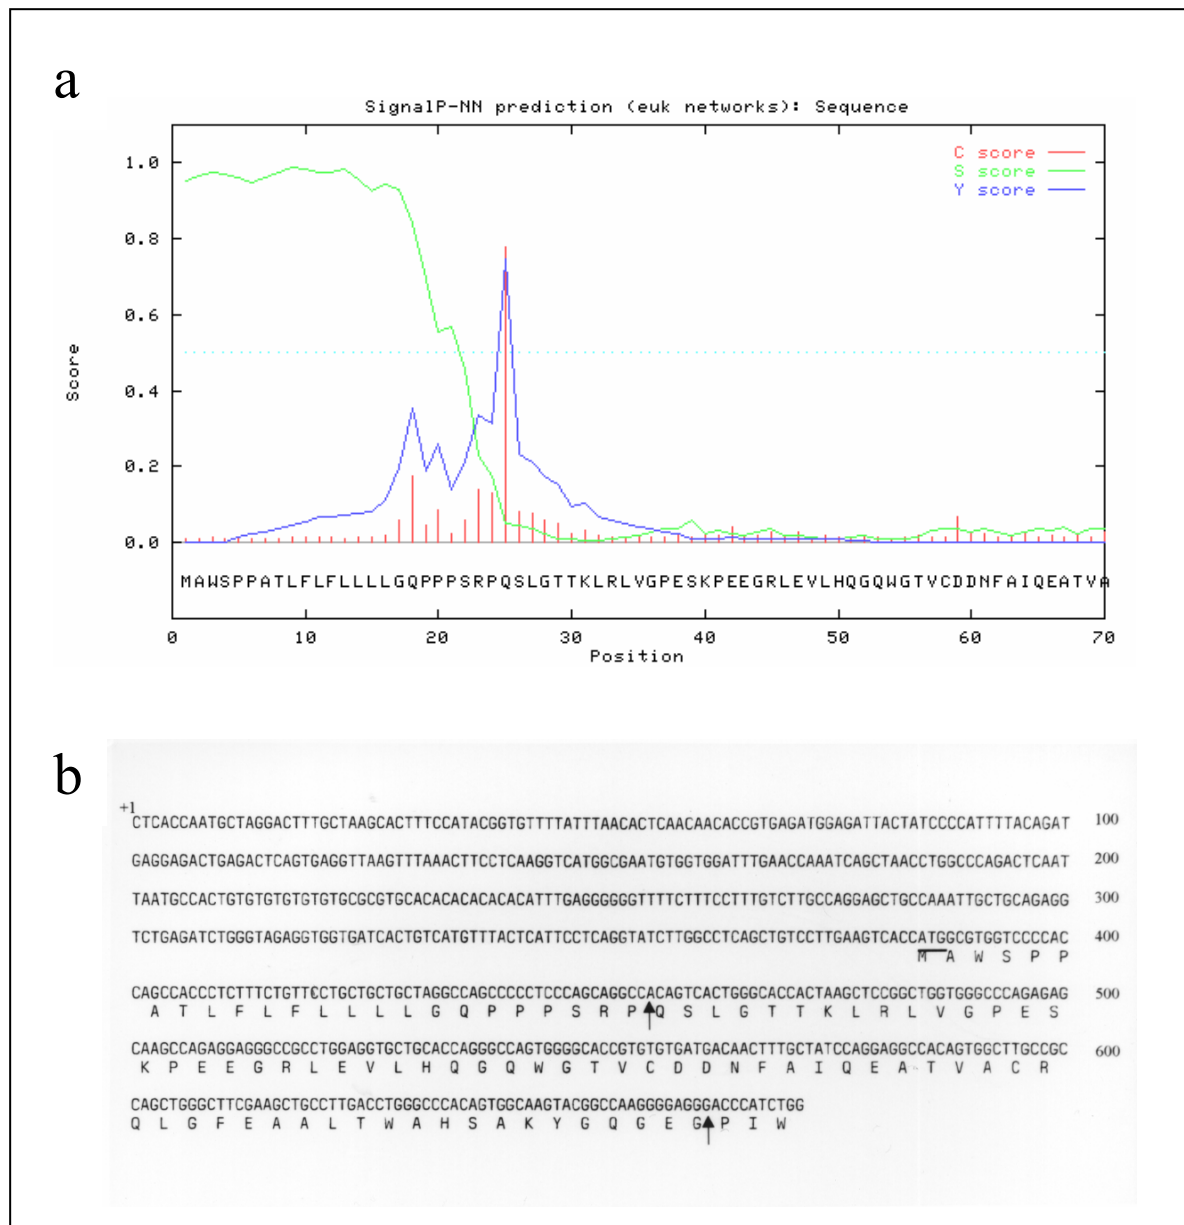 a
SignalP-NN prediction (euk networks): Sequence
C score
S score
Y score
1.0
0.8
0.6
0.4
0.2
0.0
Score
MAWSPPATLFLFLLLLGQPPPSRPQSLGTTKLRLVGPESKPEEGRLEVLHQGQWGTVCDDNFAIQEATVA
0 10 20 30 40 50 60 70
Position
b
+1
CTCACCAATGCTAGGACTTTGCTAAGCACTTTCCATACGGTGTTTTATTTAACACTCAACAACACCGTGAGATGGAGATTACTATCCCCATTTTACAGAT 100
GAGGAGACTGAGACTCAGTGAGGTTAAGTTTAAACTTCCTCAAGGTCATGGCGAATGTGGTGGATTTGAACCAAATCAGCTAACCTGGCCCAGACTCAAT 200
TAATGCCACTGTGTGTGTGTGTGCGCGTGCACACACACACACATTTGAGGGGGGTTTTCTTTCCTTTGTCTTGCCAGGAGCTGCCAAATTGCTGCAGAGG 300
TCTGAGATCTGGGTAGAGGTGGTGATCACTGTCATGTTTACTCATTCCTCAGGTATCTTGGCCTCAGCTGTCCTTGAAGTCACCATGGCGTGGTCCCCAC 400
M A W S P P
CAGCCACCCTCTTTCTGTTCCTGCTGCTGCTAGGCCAGCCCCCTCCCAGCAGGCCACAGTCACTGGGCACCACTAAGCTCCGGCTGGTGGGCCCAGAGAG 500
A T L F L F L L L L G Q P P P S R P Q S L G T T K L R L V G P E S
CAAGCCAGAGGAGGGCCGCCTGGAGGTGCTGCACCAGGGCCAGTGGGGCACCGTGTGTGATGACAACTTTGCTATCCAGGAGGCCACAGTGGCTTGCCGC 600
K P E E G R L E V L H Q G Q W G T V C D D N F A I Q E A T V A C R
CAGCTGGGCTTCGAAGCTGCCTTGACCTGGGCCCACAGTGGCAAGTACGGCCAAGGGGAGGGACCCATCTGG
Q L G F E A A L T W A H S A K Y G Q G E G P I W